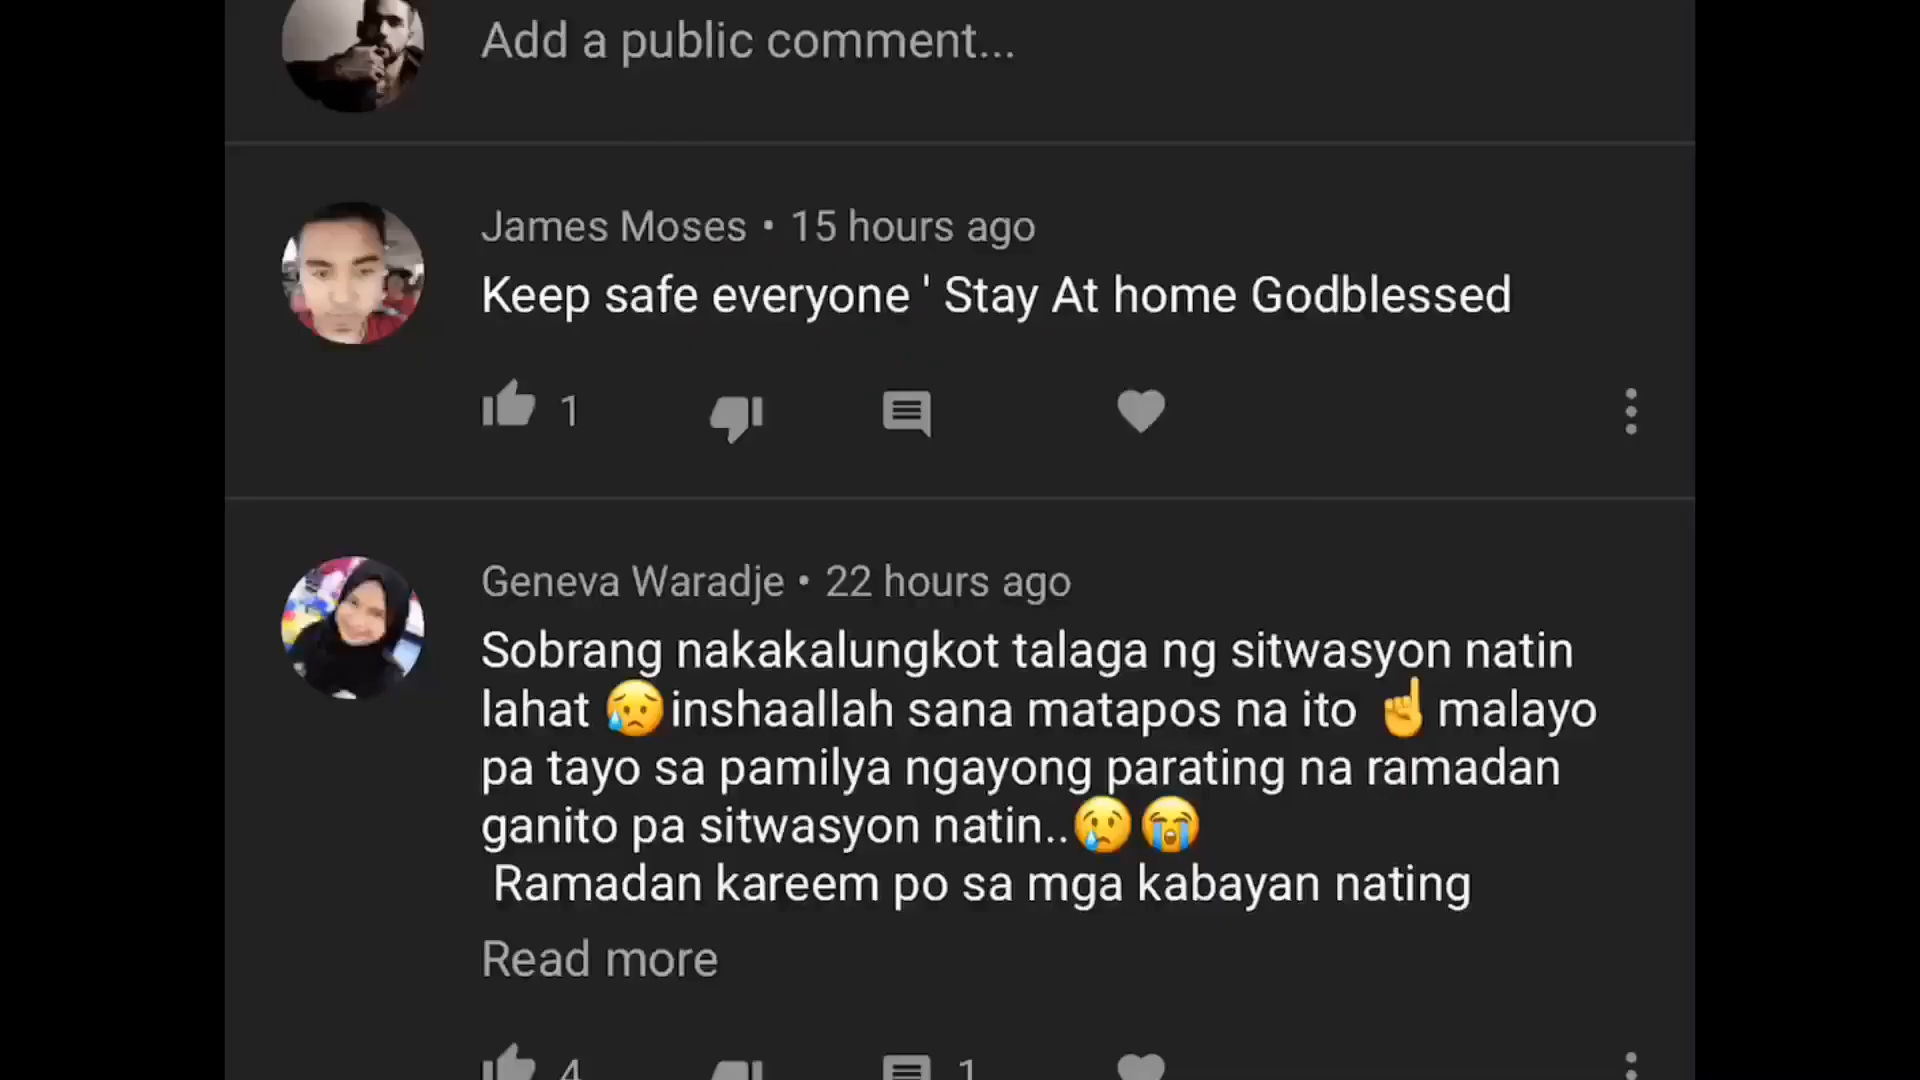 Add a public comment...
James Moses • 15 hours ago
Keep safe everyone ' Stay At home Godblessed
1
Geneva Waradje • 22 hours ago
Sobrang nakakalungkot talaga ng sitwasyon natin
lahat 😥inshaallah sana matapos na ito ☝malayo
pa tayo sa pamilya ngayong parating na ramadan
ganito pa sitwasyon natin..😢😭
Ramadan kareem po sa mga kabayan nating
Read more
4 1